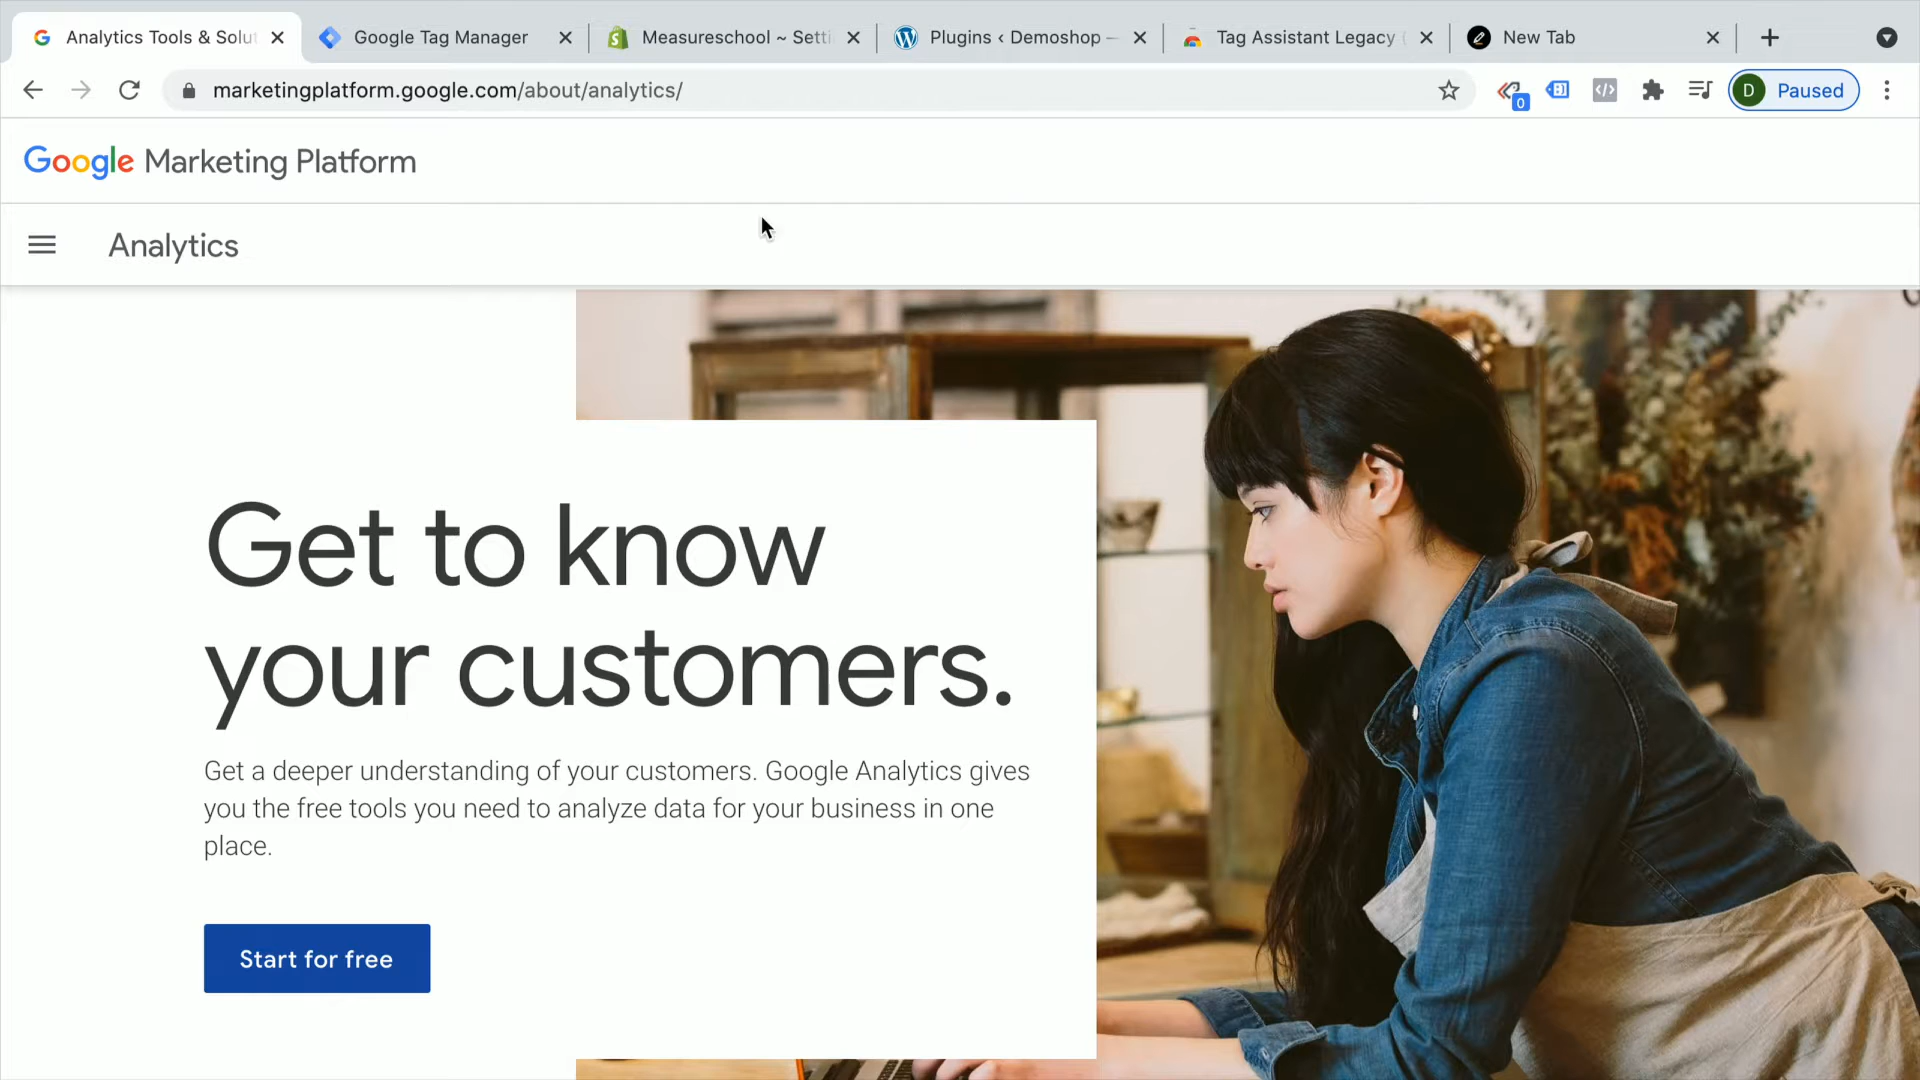 Analytics Tools & Solut
Google Tag Manager
Measureschool ~ Setti
Plugins ‹ Demoshop —
Tag Assistant Legacy (
New Tab
marketingplatform.google.com/about/analytics/
0
D
Paused
Google Marketing Platform
Analytics
Get to know
your customers.
Get a deeper understanding of your customers. Google Analytics gives
you the free tools you need to analyze data for your business in one
place.
Start for free